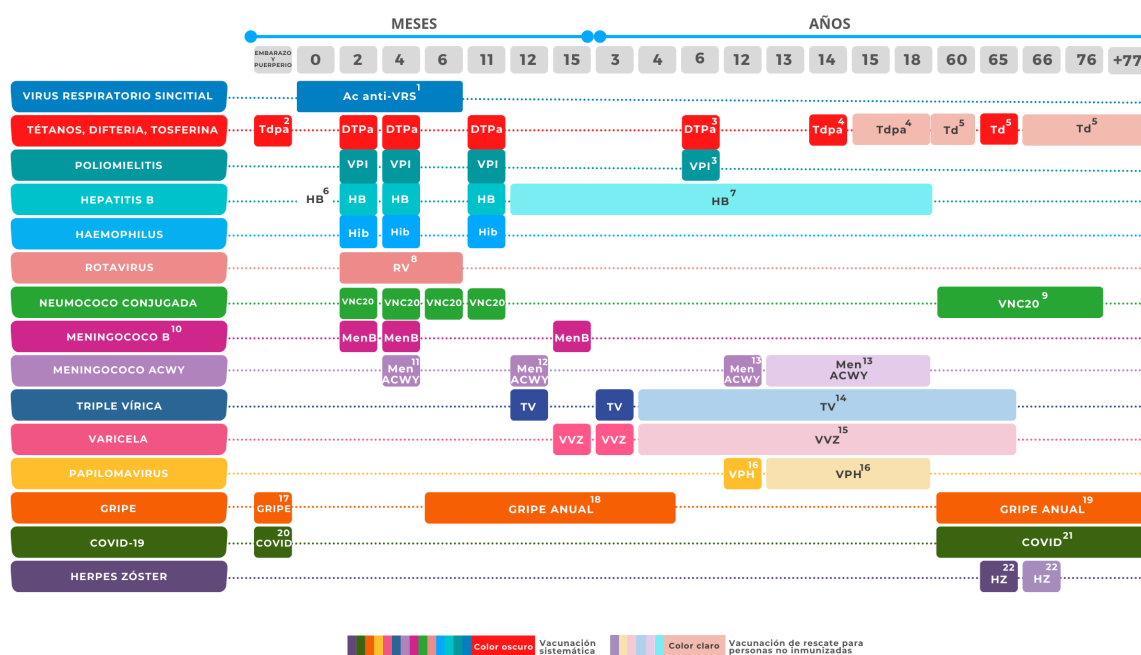 MESES
AÑOS
EMBARAZO Y PUERPERIO 0 2 4 6 11 12 15 3 4 6 12 13 14 15 18 60 65 66 76 +77
VIRUS RESPIRATORIO SINCITIAL Ac anti-VRS 1
TÉTANOS, DIFTERIA, TOSFERINA Tdpa 2 DTPa DTPa DTPa DTPa 3 Tdpa 4 Tdpa 4 Td 5 Td 5 Td 5
POLIOMIELITIS VPI VPI VPI VPI 3
HEPATITIS B HB 6 HB HB HB HB 7
HAEMOPHILUS Hib Hib Hib
ROTAVIRUS RV 8
NEUMOCOCO CONJUGADA VNC20 VNC20 VNC20 VNC20 VNC20 9
MENINGOCOCO B 10 MenB MenB MenB
MENINGOCOCO ACWY Men ACWY 11 Men ACWY 12 Men ACWY 13 Men ACWY 13
TRIPLE VÍRICA TV TV TV 14
VARICELA VVZ VVZ VVZ 15
PAPILOMAVIRUS VPH 16 VPH 16
GRIPE GRIPE 17 GRIPE ANUAL 18 GRIPE ANUAL 19
COVID-19 COVID 20 COVID 21
HERPES ZÓSTER HZ 22 HZ 22
Color oscuro Vacunación sistemática Color claro Vacunación de rescate para personas no inmunizadas